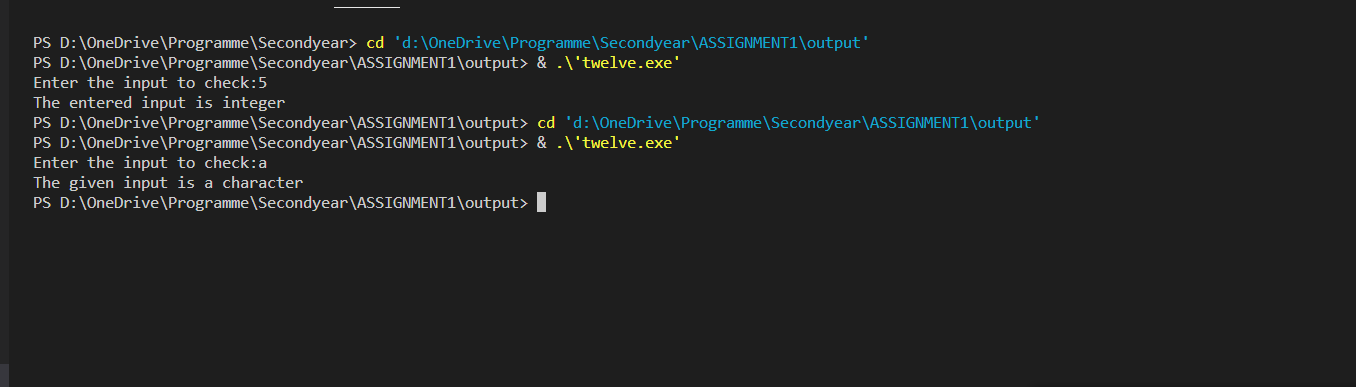 PS D:\OneDrive\Programme\Secondyear> cd 'd:\OneDrive\Programme\Secondyear\ASSIGNMENT1\output'
PS D:\OneDrive\Programme\Secondyear\ASSIGNMENT1\output> & .\'twelve.exe'
Enter the input to check:5
The entered input is integer
PS D:\OneDrive\Programme\Secondyear\ASSIGNMENT1\output> cd 'd:\OneDrive\Programme\Secondyear\ASSIGNMENT1\output'
PS D:\OneDrive\Programme\Secondyear\ASSIGNMENT1\output> & .\'twelve.exe'
Enter the input to check:a
The given input is a character
PS D:\OneDrive\Programme\Secondyear\ASSIGNMENT1\output>